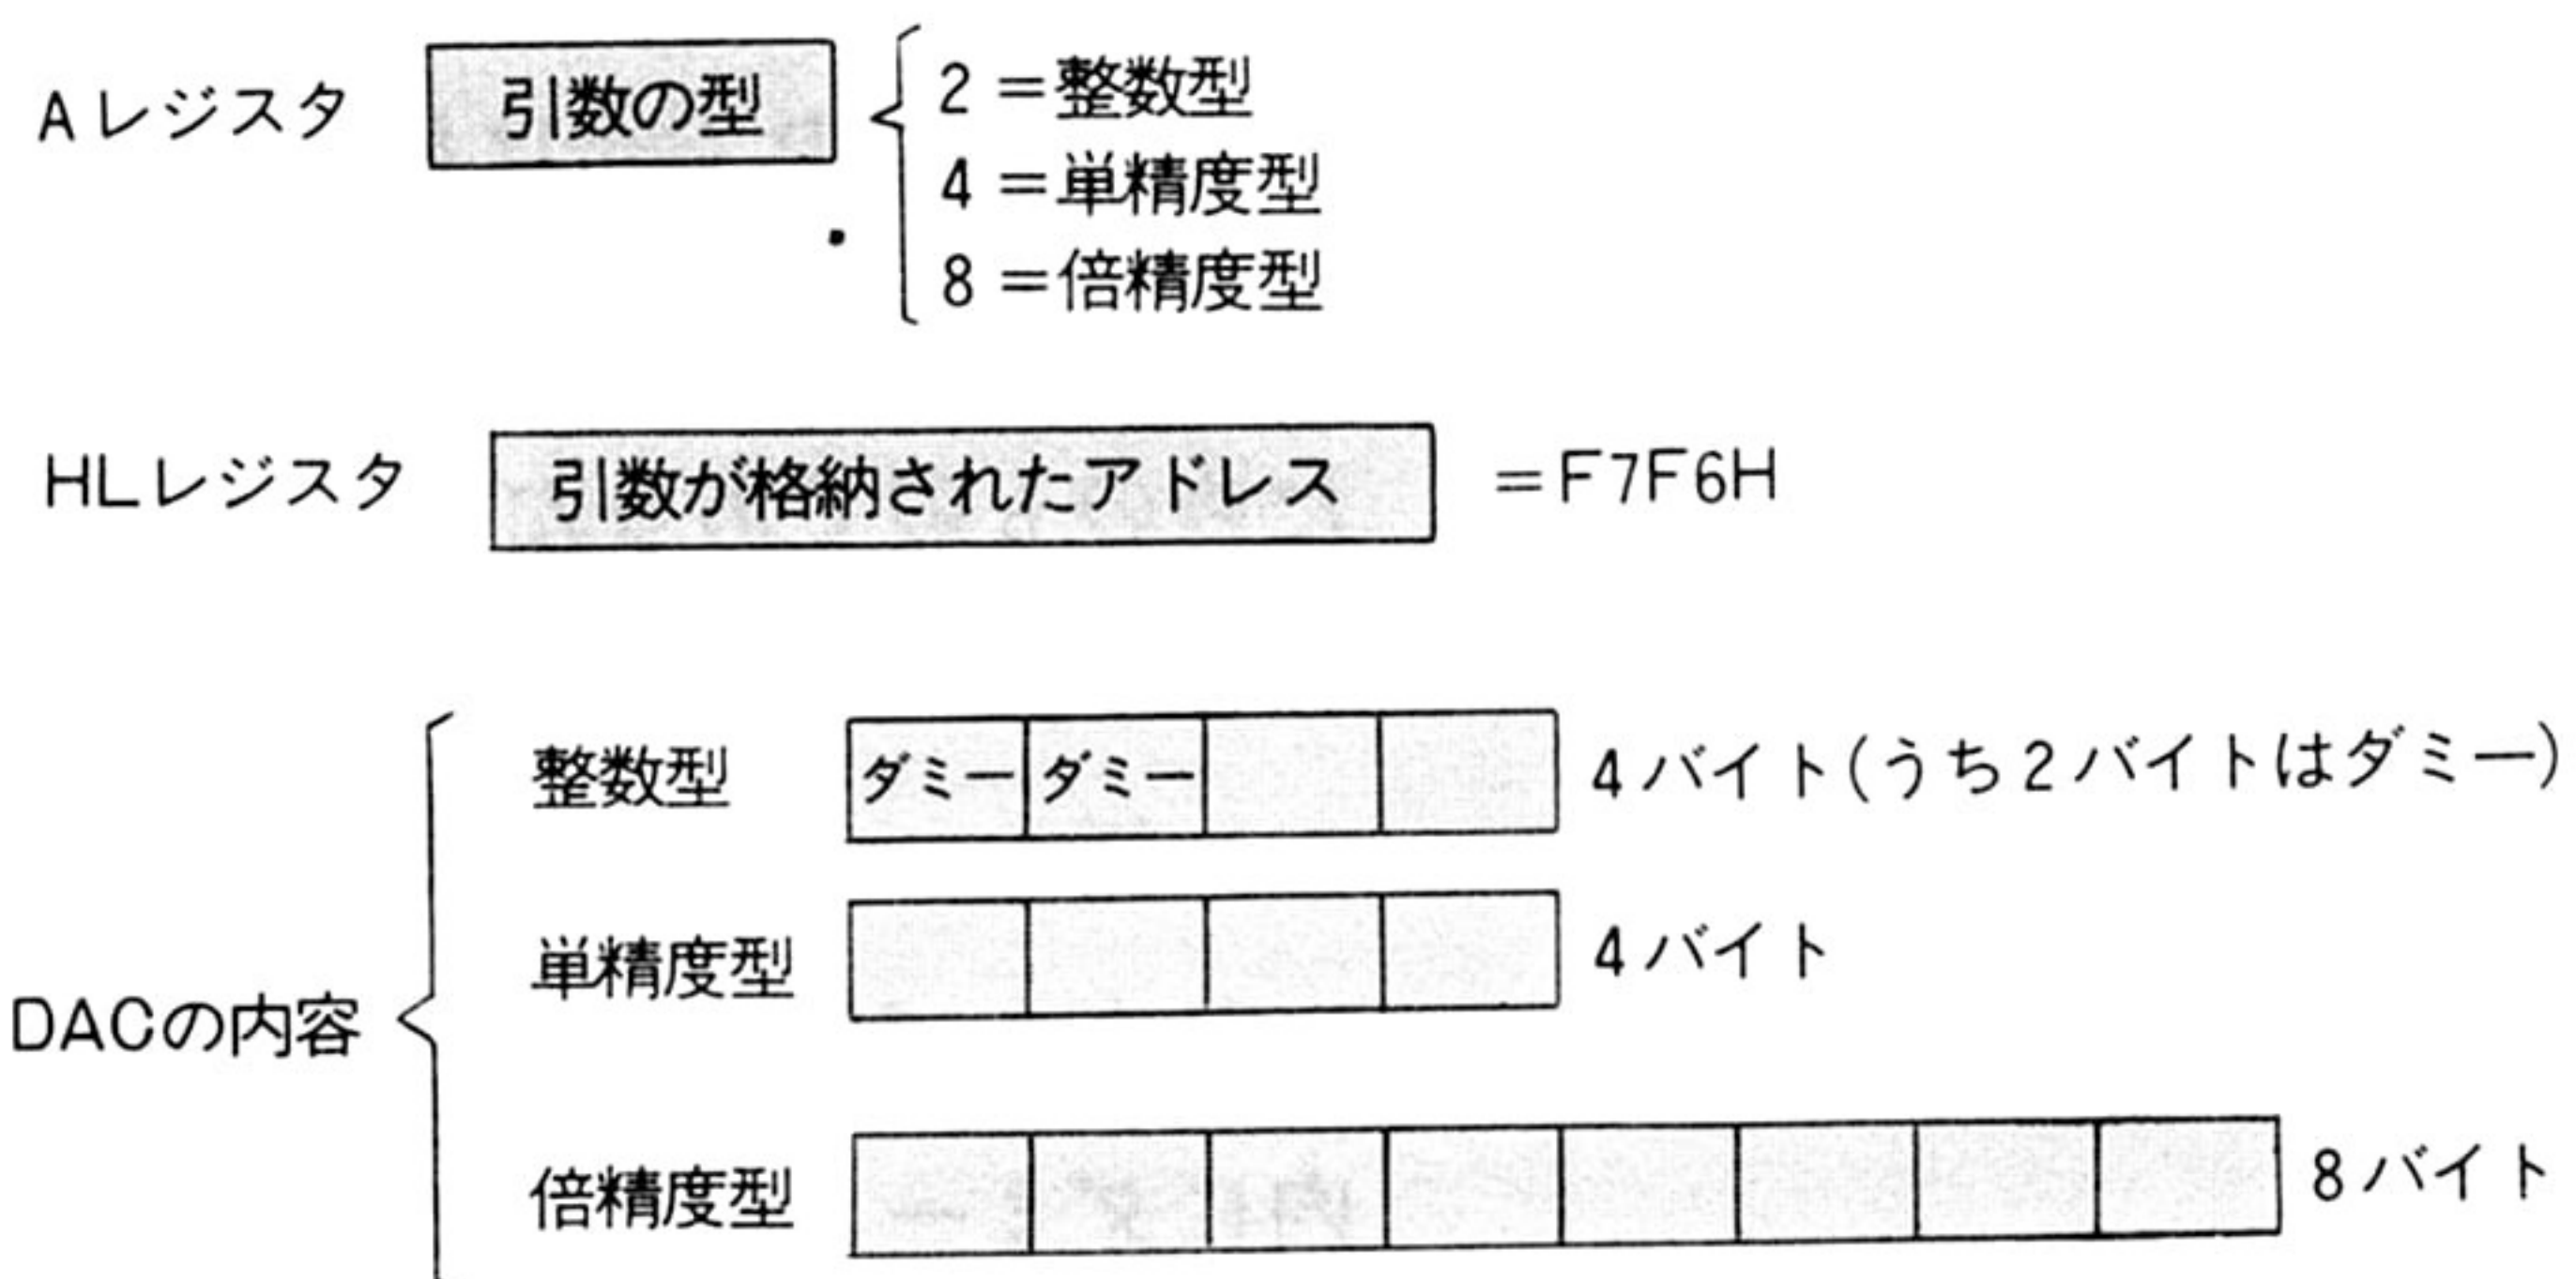 Aレジスタ 引数の型 2=整数型
4=単精度型
8=倍精度型
HLレジスタ 引数が格納されたアドレス =F7F6H
整数型 ダミー ダミー 4バイト(うち2バイトはダミー)
単精度型 4バイト
DACの内容
倍精度型 8バイト